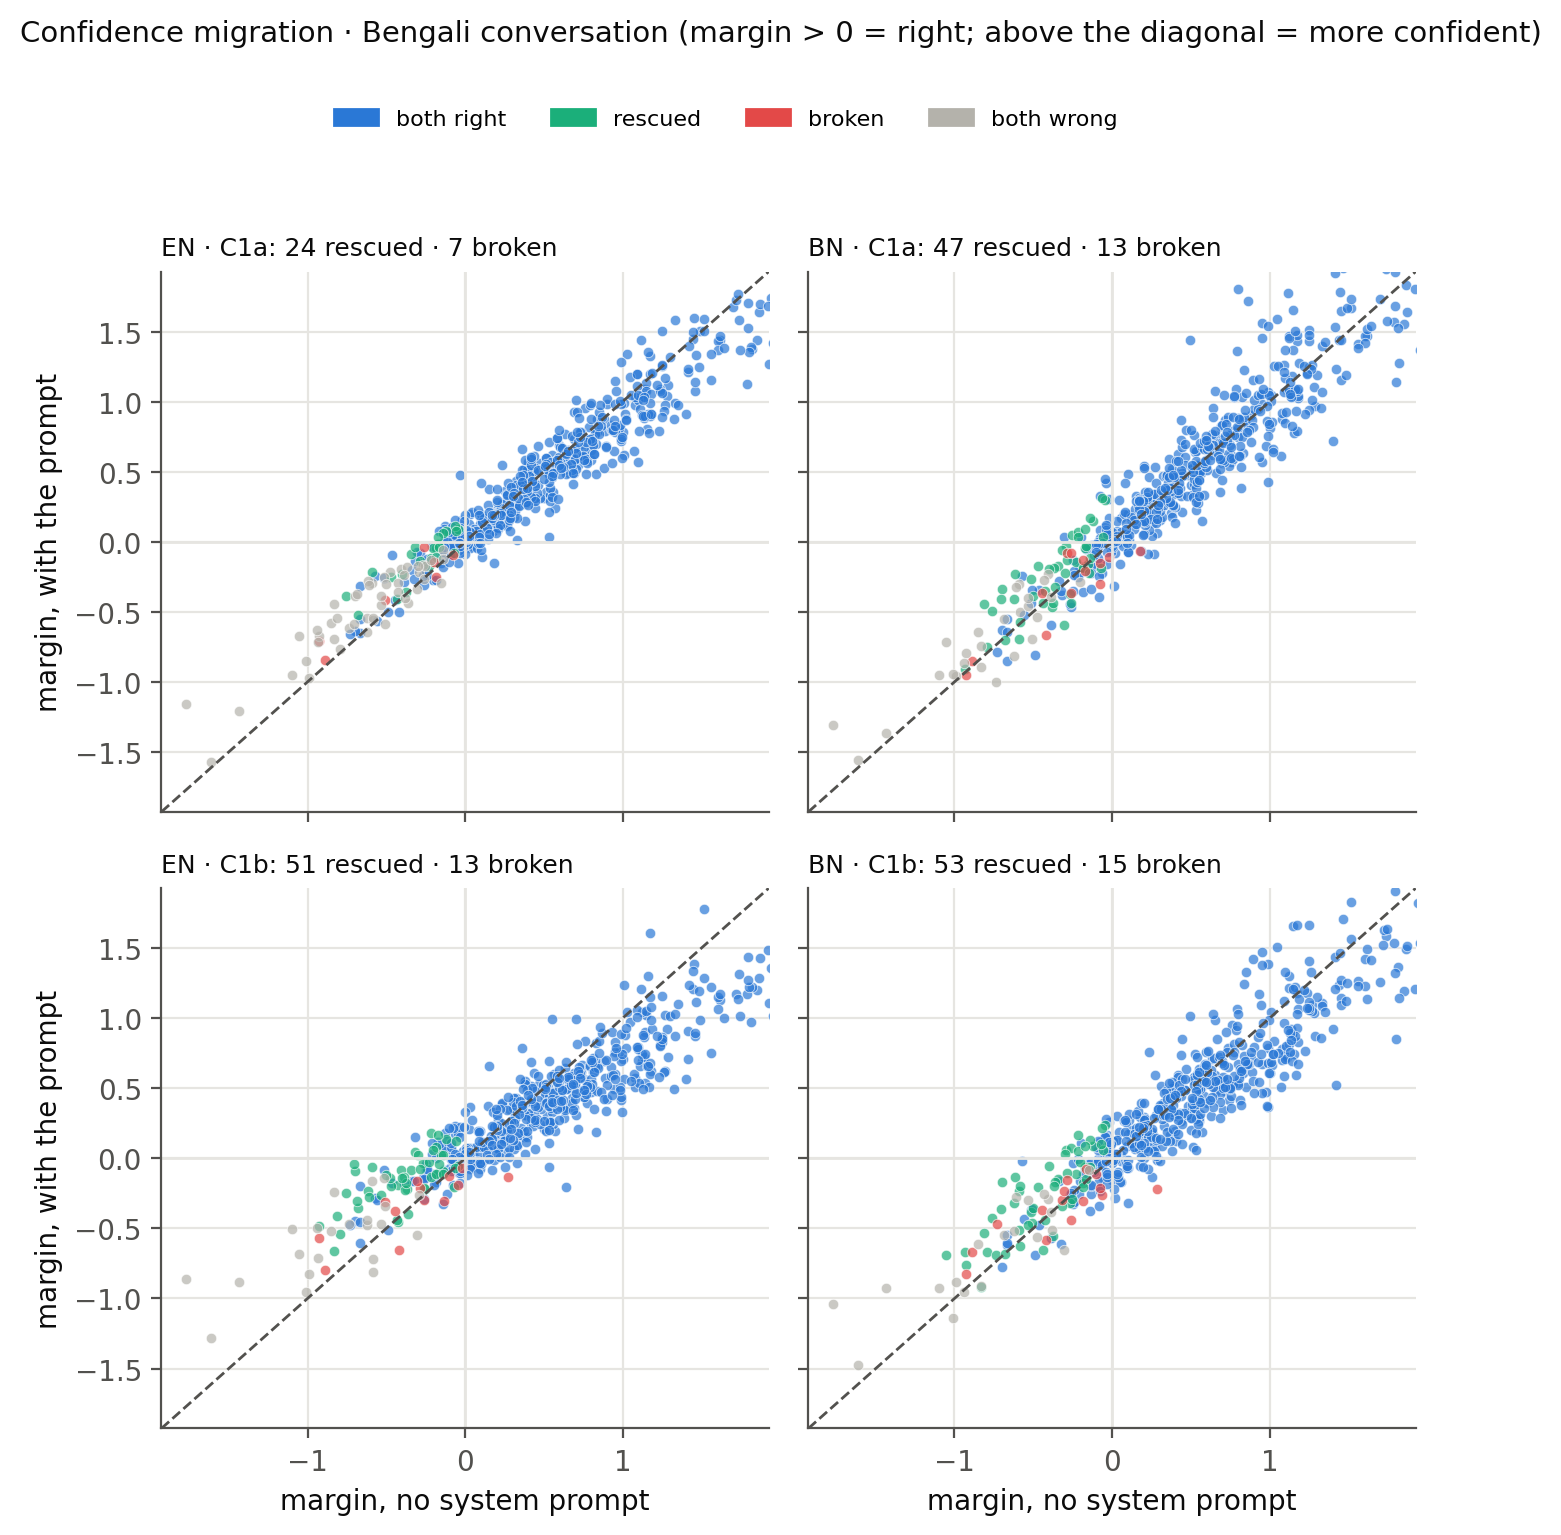 Confidence migration · Bengali conversation (margin > 0 = right; above the diagonal = more confident)
both right
rescued
broken
both wrong
EN · C1a: 24 rescued · 7 broken
BN · C1a: 47 rescued · 13 broken
margin, with the prompt
1.5
1.0
0.5
0.0
−0.5
−1.0
−1.5
EN · C1b: 51 rescued · 13 broken
BN · C1b: 53 rescued · 15 broken
margin, with the prompt
1.5
1.0
0.5
0.0
−0.5
−1.0
−1.5
−1 0 1
−1 0 1
margin, no system prompt
margin, no system prompt